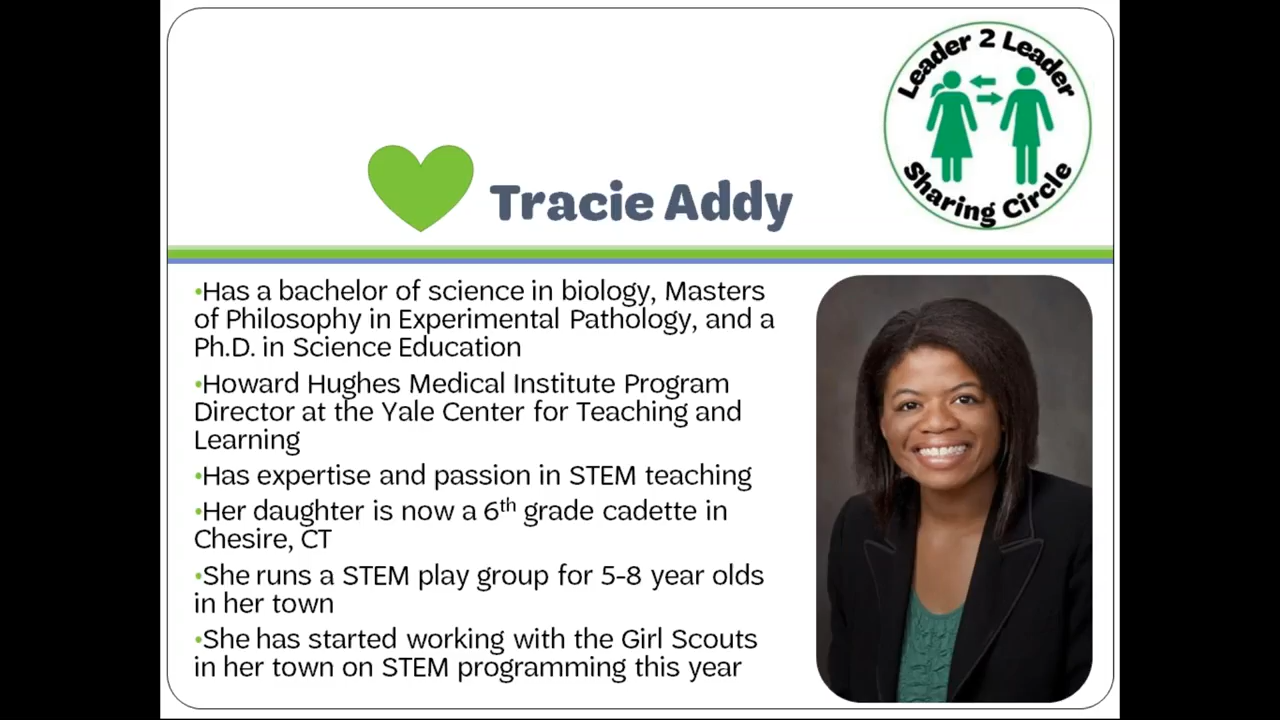 Leader 2 Leader
Sharing Circle
Tracie Addy
•Has a bachelor of science in biology, Masters
of Philosophy in Experimental Pathology, and a
Ph.D. in Science Education
•Howard Hughes Medical Institute Program
Director at the Yale Center for Teaching and
Learning
•Has expertise and passion in STEM teaching
•Her daughter is now a 6th grade cadette in
Chesire, CT
•She runs a STEM play group for 5-8 year olds
in her town
•She has started working with the Girl Scouts
in her town on STEM programming this year